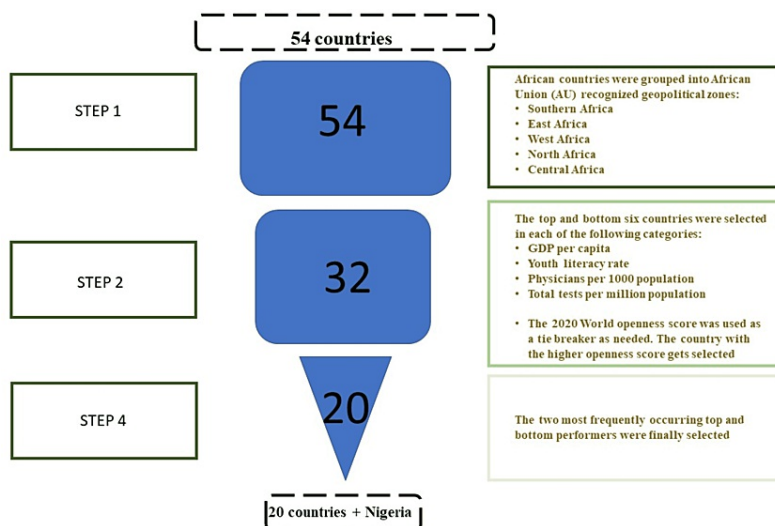 54 countries
STEP 1
54
African countries were grouped into African
Union (AU) recognized geopolitical zones:
• Southern Africa
• East Africa
• West Africa
• North Africa
• Central Africa
STEP 2
32
The top and bottom six countries were selected
in each of the following categories:
• GDP per capita
• Youth literacy rate
• Physicians per 1000 population
• Total tests per million population
• The 2020 World openness score was used as
a tie breaker as needed. The country with
the higher openness score gets selected
STEP 4
20
The two most frequently occurring top and
bottom performers were finally selected
20 countries + Nigeria